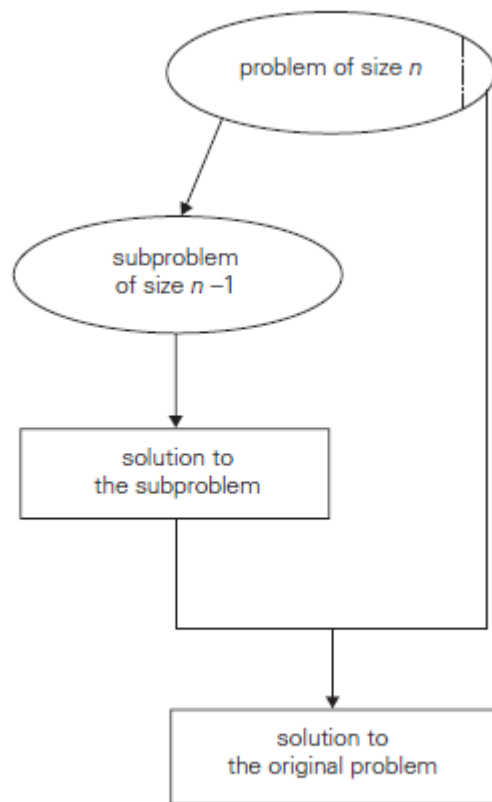 problem of size n
subproblem
of size n –1
solution to
the subproblem
solution to
the original problem